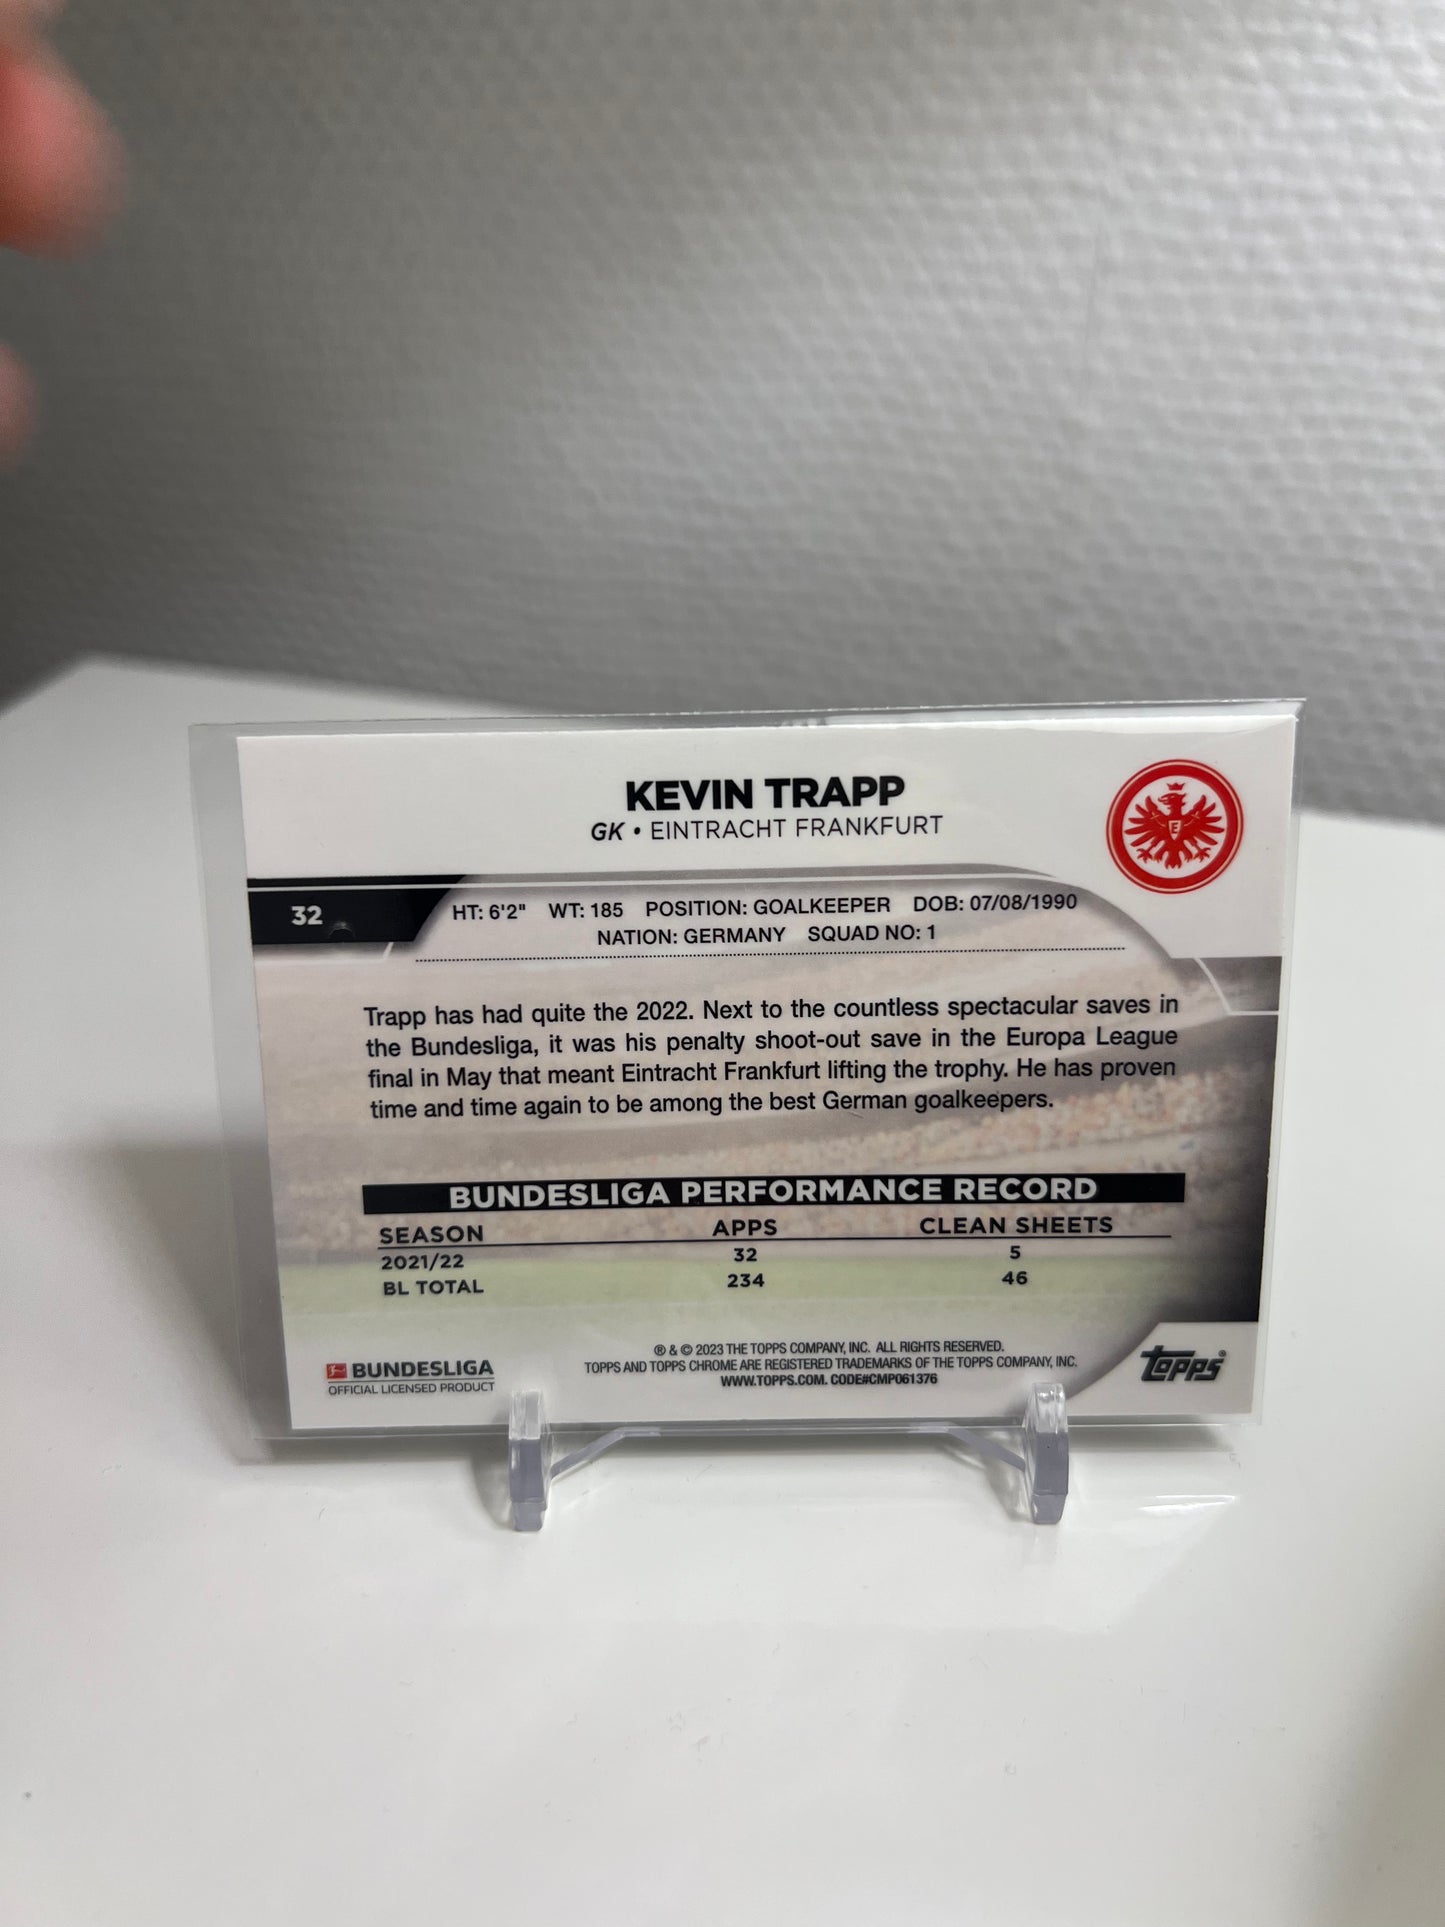 KEVIN TRAPP
GK • EINTRACHT FRANKFURT
E
32
HT: 6'2" WT: 185 POSITION: GOALKEEPER DOB: 07/08/1990
NATION: GERMANY SQUAD NO: 1
Trapp has had quite the 2022. Next to the countless spectacular saves in
the Bundesliga, it was his penalty shoot-out save in the Europa League
final in May that meant Eintracht Frankfurt lifting the trophy. He has proven
time and time again to be among the best German goalkeepers.
BUNDESLIGA PERFORMANCE RECORD
SEASON APPS CLEAN SHEETS
2021/22 32 5
BL TOTAL 234 46
BUNDESLIGA
OFFICIAL LICENSED PRODUCT
® & © 2023 THE TOPPS COMPANY, INC. ALL RIGHTS RESERVED.
TOPPS AND TOPPS CHROME ARE REGISTERED TRADEMARKS OF THE TOPPS COMPANY, INC.
WWW.TOPPS.COM. CODE#CMP061376
topps®